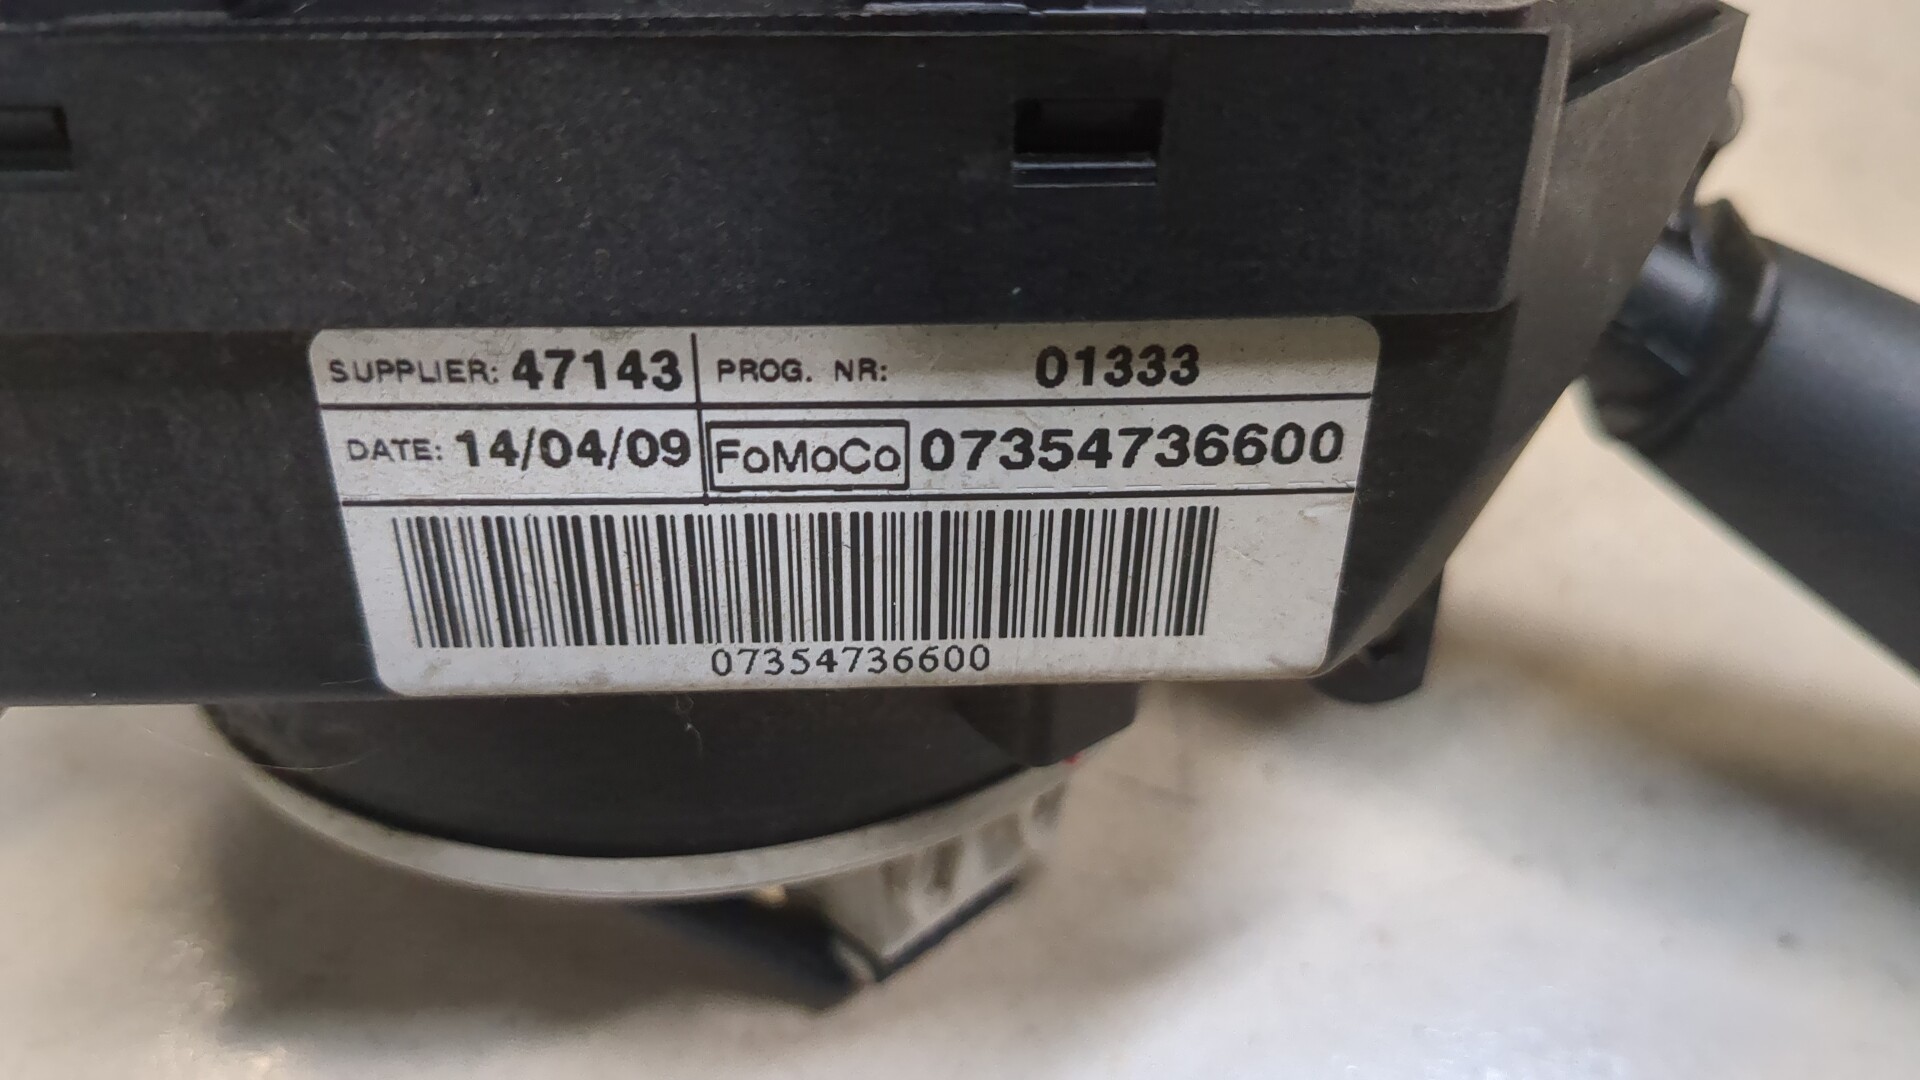 SUPPLIER: 47143 PROG. NR: 01333
DATE: 14/04/09 FoMoCo 07354736600
07354736600